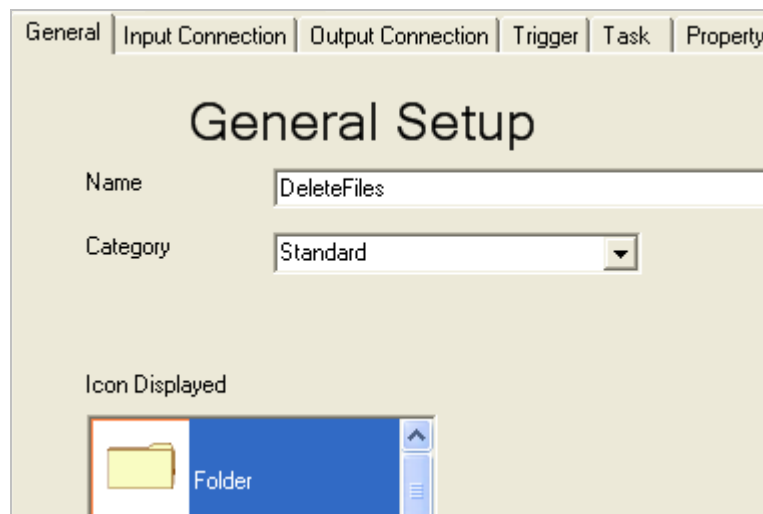 General Input Connection Output Connection Trigger Task Property
General Setup
Name DeleteFiles
Category Standard
Icon Displayed
Folder